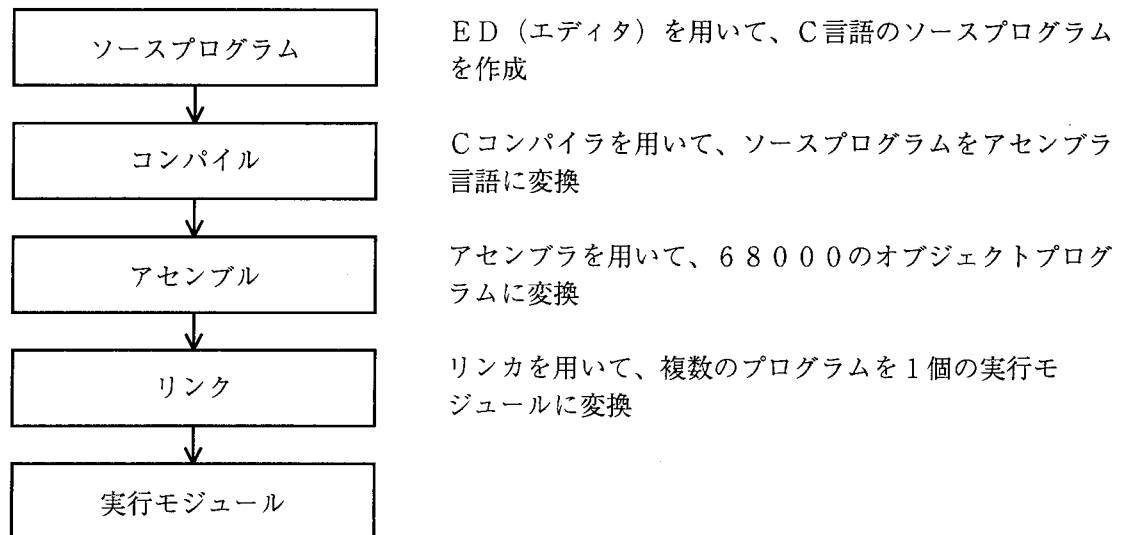 ソースプログラム
ＥＤ（エディタ）を用いて、Ｃ言語のソースプログラム
を作成
コンパイル
Ｃコンパイラを用いて、ソースプログラムをアセンブラ
言語に変換
アセンブル
アセンブラを用いて、６８０００のオブジェクトプログ
ラムに変換
リンク
リンカを用いて、複数のプログラムを１個の実行モ
ジュールに変換
実行モジュール